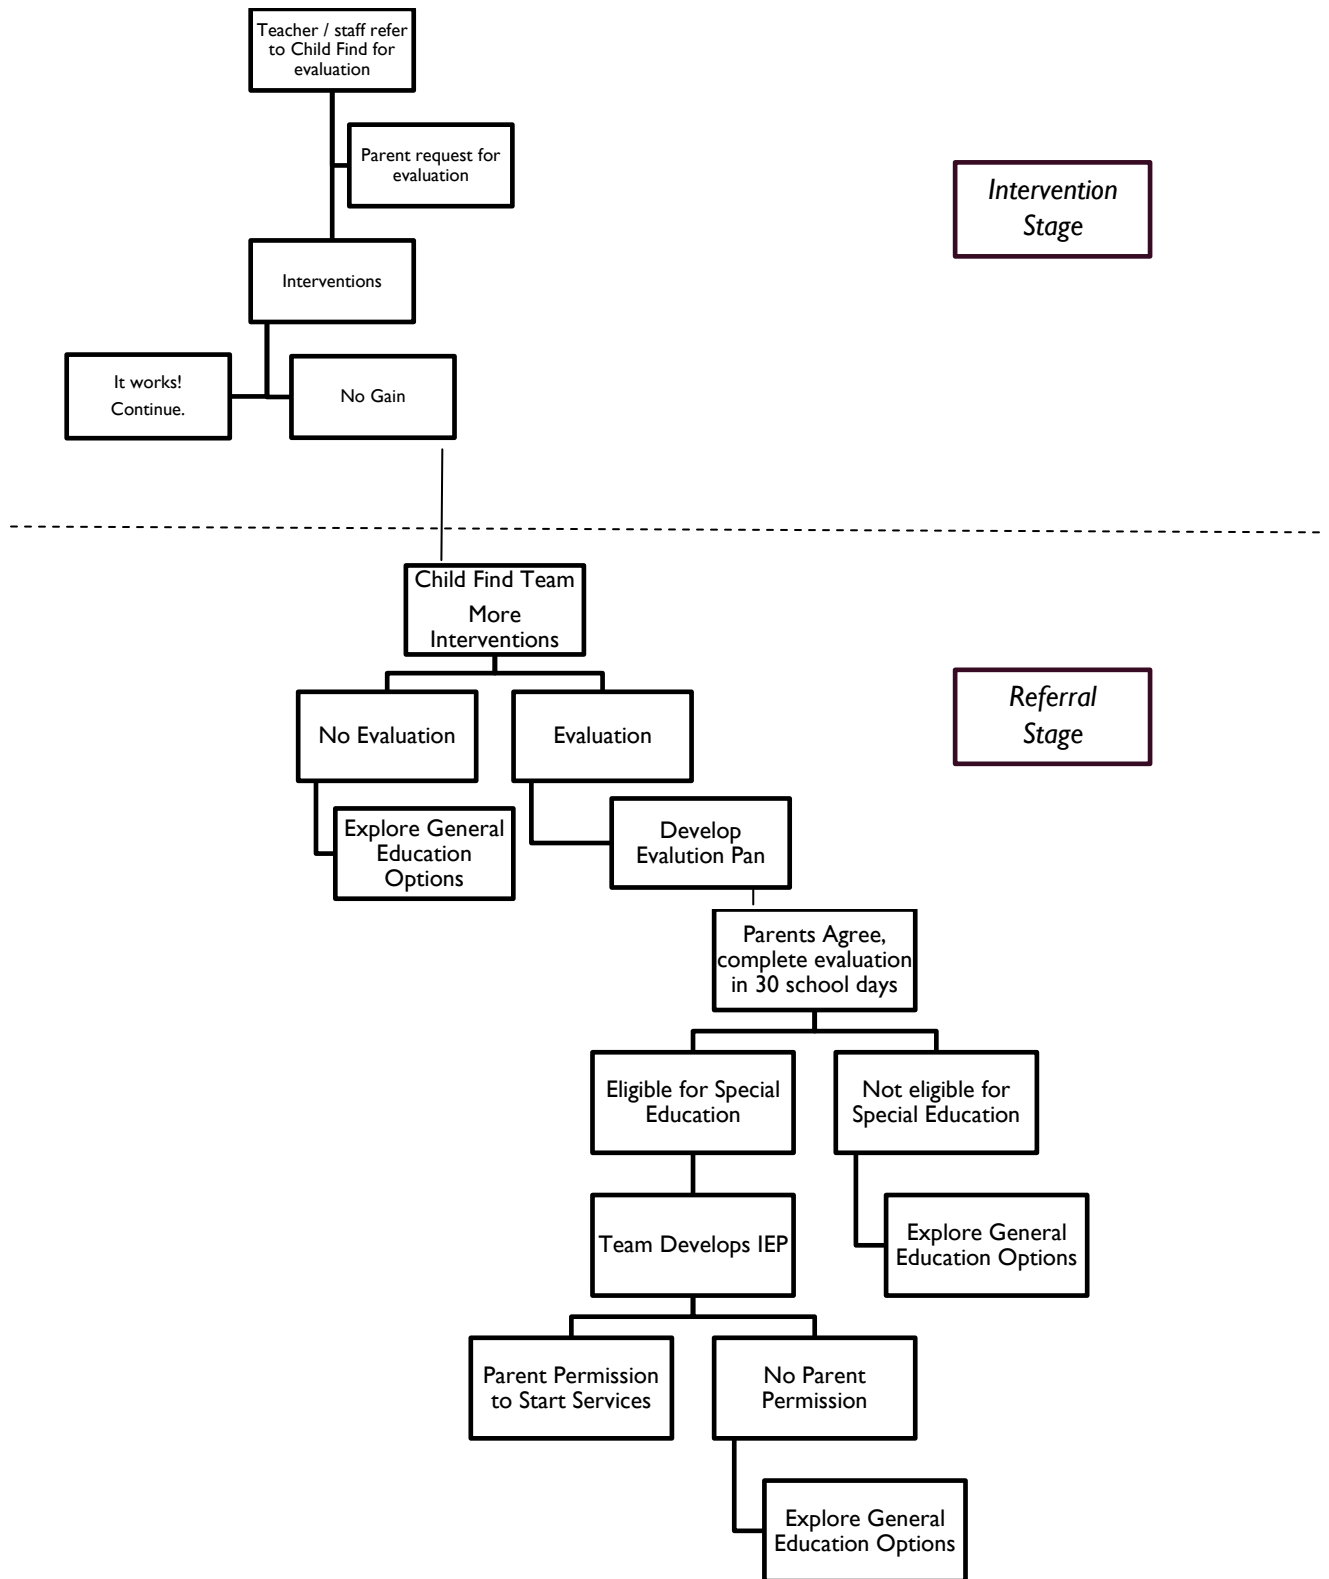 Teacher / staff refer
to Child Find for
evaluation
Parent request for
evaluation
Intervention
Stage
Interventions
It works!
Continue.
No Gain
Child Find Team
More
Interventions
Referral
Stage
No Evaluation
Evaluation
Explore General
Education
Options
Develop
Evalution Pan
Parents Agree,
complete evaluation
in 30 school days
Eligible for Special
Education
Not eligible for
Special Education
Team Develops IEP
Explore General
Education Options
Parent Permission
to Start Services
No Parent
Permission
Explore General
Education Options